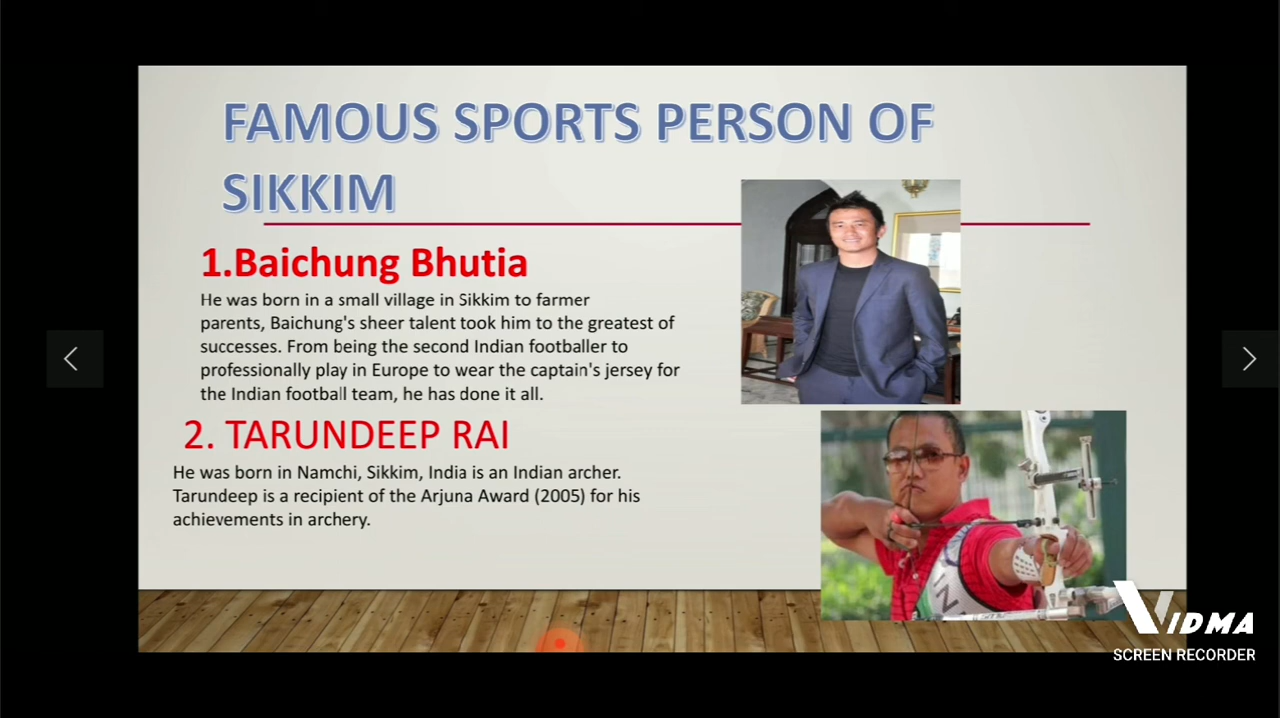 FAMOUS SPORTS PERSON OF
SIKKIM
1.Baichung Bhutia
He was born in a small village in Sikkim to farmer
parents, Baichung's sheer talent took him to the greatest of
successes. From being the second Indian footballer to
professionally play in Europe to wear the captain's jersey for
the Indian football team, he has done it all.
2. TARUNDEEP RAI
He was born in Namchi, Sikkim, India is an Indian archer.
Tarundeep is a recipient of the Arjuna Award (2005) for his
achievements in archery.
VIDMA
SCREEN RECORDER